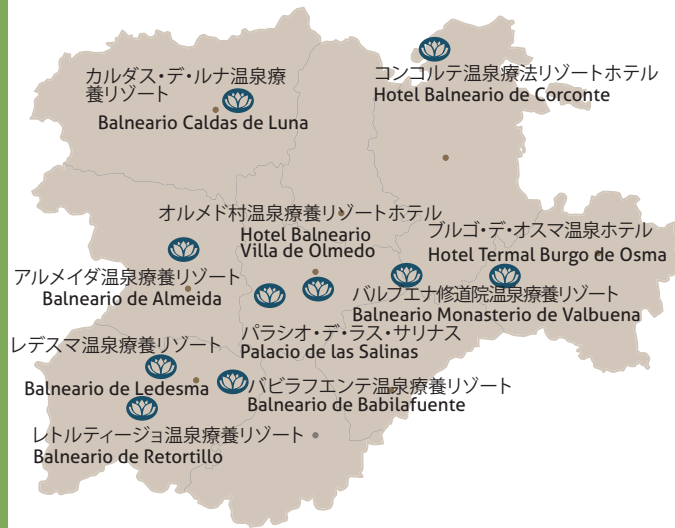 カルダス・デ・ルナ温泉療
養リゾート
Balneario Caldas de Luna
コンコルテ温泉療法リゾートホテル
Hotel Balneario de Corconte
オルメド村温泉療養リゾートホテル
Hotel Balneario
Villa de Olmedo
ブルゴ・デ・オスマ温泉ホテル
Hotel Termal Burgo de Osma
アルメイダ温泉療養リゾート
Balneario de Almeida
バルブエナ修道院温泉療養リゾート
Balneario Monasterio de Valbuena
パラシオ・デ・ラス・サリナス
Palacio de las Salinas
レデスマ温泉療養リゾート
Balneario de Ledesma
バビラフエンテ温泉療養リゾート
Balneario de Babilafuente
レトルティージョ温泉療養リゾート
Balneario de Retortillo